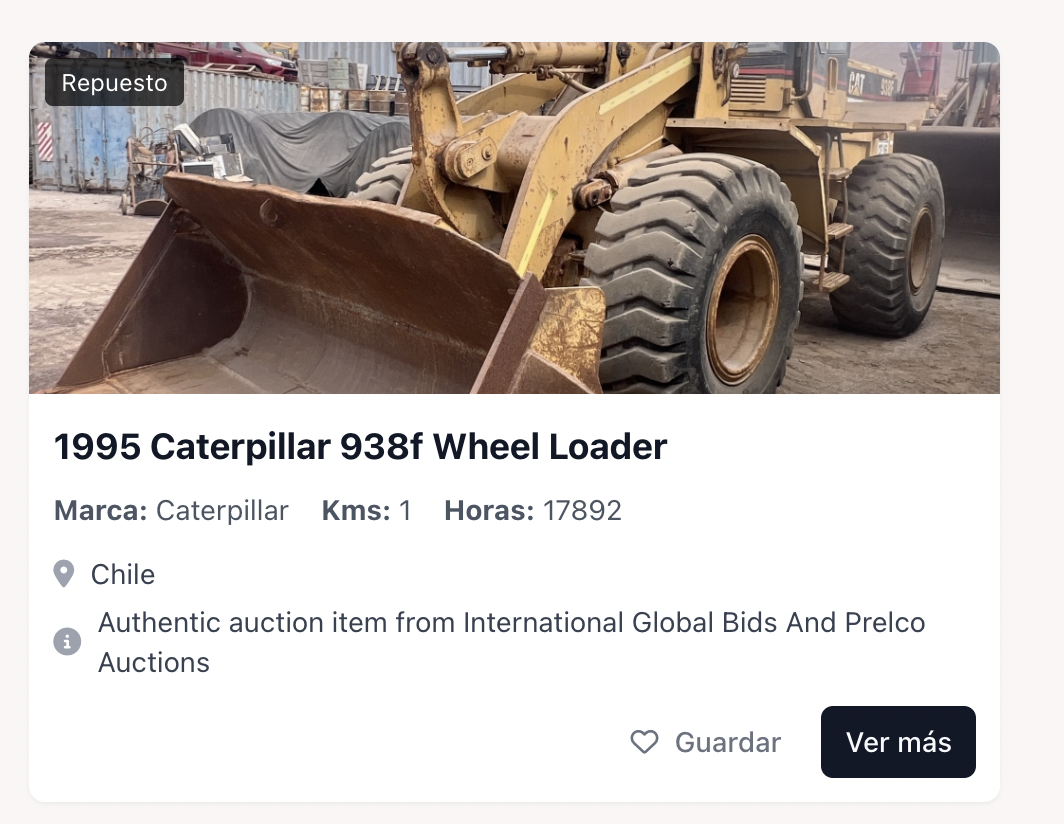 Repuesto
CAT 938F
1995 Caterpillar 938f Wheel Loader
Marca: Caterpillar Kms: 1 Horas: 17892
Chile
Authentic auction item from International Global Bids And Prelco
Auctions
Guardar
Ver más